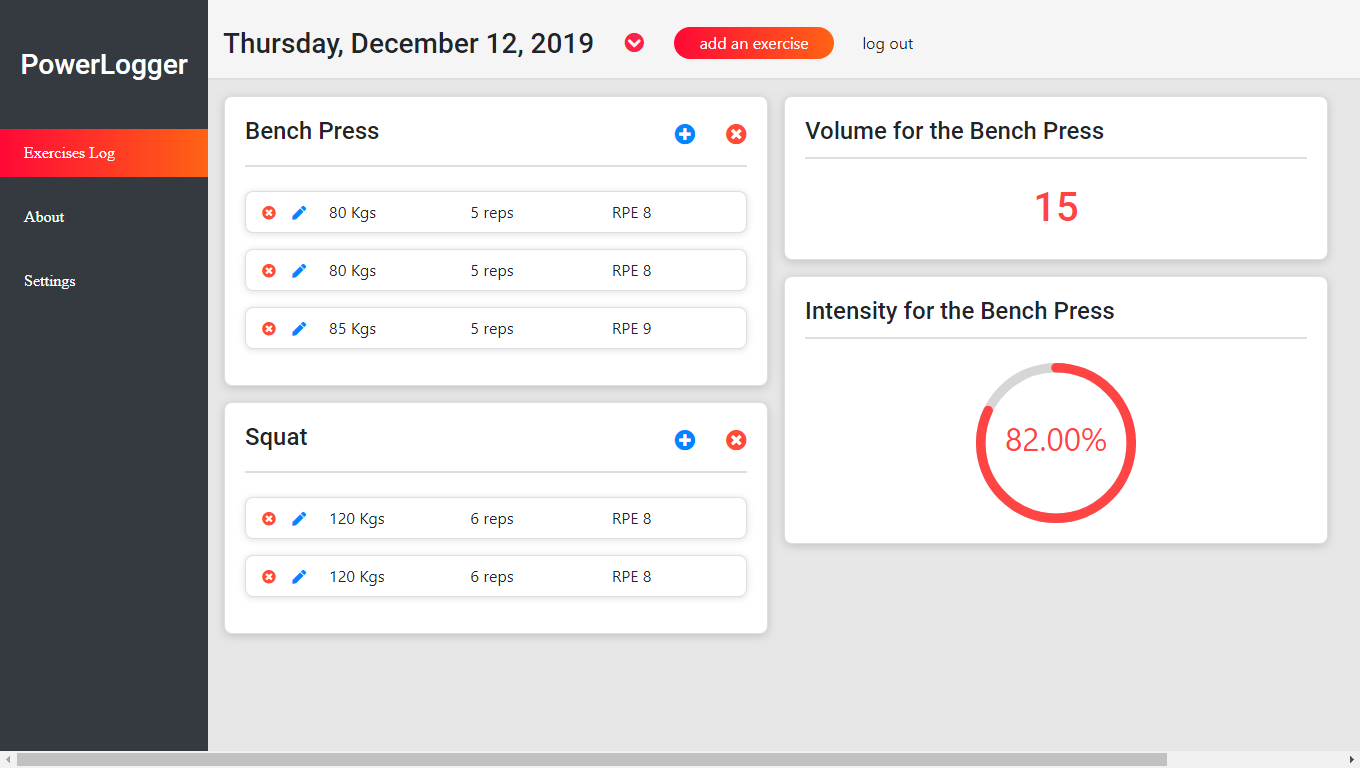 PowerLogger
Exercises Log
About
Settings
Thursday, December 12, 2019
add an exercise
log out
Bench Press
80 Kgs 5 reps RPE 8
80 Kgs 5 reps RPE 8
85 Kgs 5 reps RPE 9
Squat
120 Kgs 6 reps RPE 8
120 Kgs 6 reps RPE 8
Volume for the Bench Press
15
Intensity for the Bench Press
82.00%